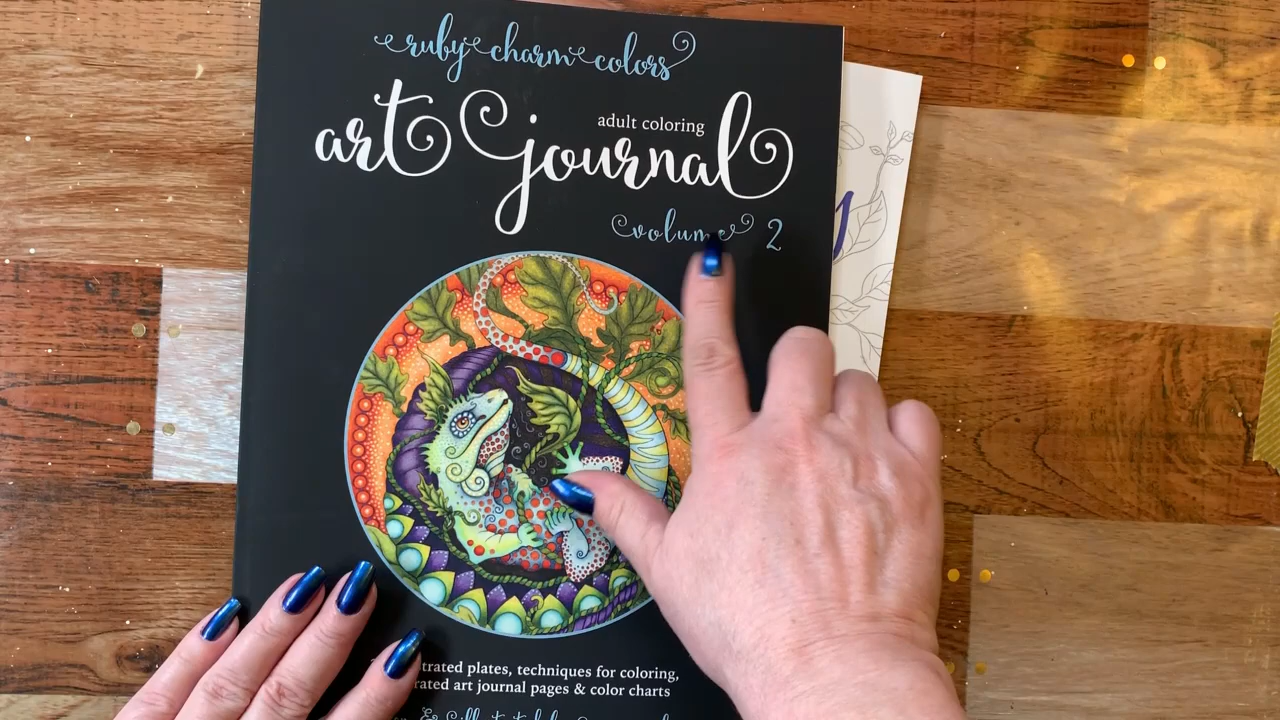 ruby charm colors
adult coloring
art journal
volume 2
trated plates, techniques for coloring,
rated art journal pages & color charts